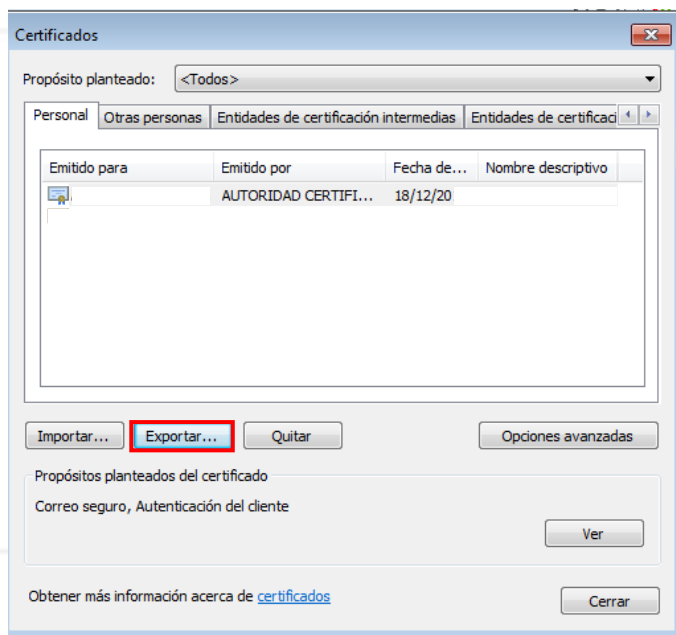 Certificados
Propósito planteado: <Todos>
Personal Otras personas Entidades de certificación intermedias Entidades de certificaci
Emitido para Emitido por Fecha de... Nombre descriptivo
AUTORIDAD CERTIFI... 18/12/20
Importar... Exportar... Quitar Opciones avanzadas
Propósitos planteados del certificado
Correo seguro, Autenticación del cliente
Ver
Obtener más información acerca de certificados
Cerrar